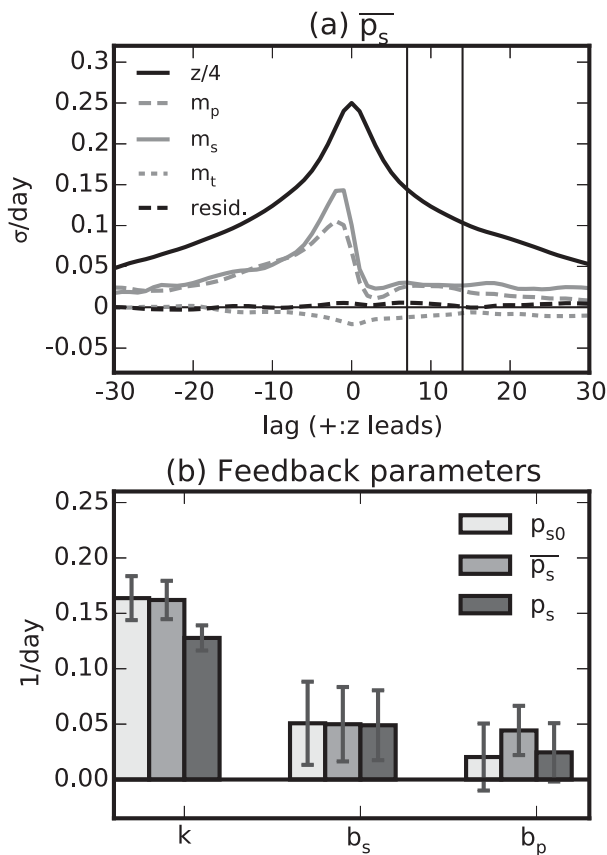 (a) p̅s̅
0.3
0.25
0.2
0.15
0.1
0.05
0
-0.05
σ/day
z/4
mₚ
mₛ
mₜ
resid.
-30 -20 -10 0 10 20 30
lag (+:z leads)
(b) Feedback parameters
0.25
0.20
0.15
0.10
0.05
0.00
1/day
pₛ₀
p̅ₛ̅
pₛ
k bₛ bₚ